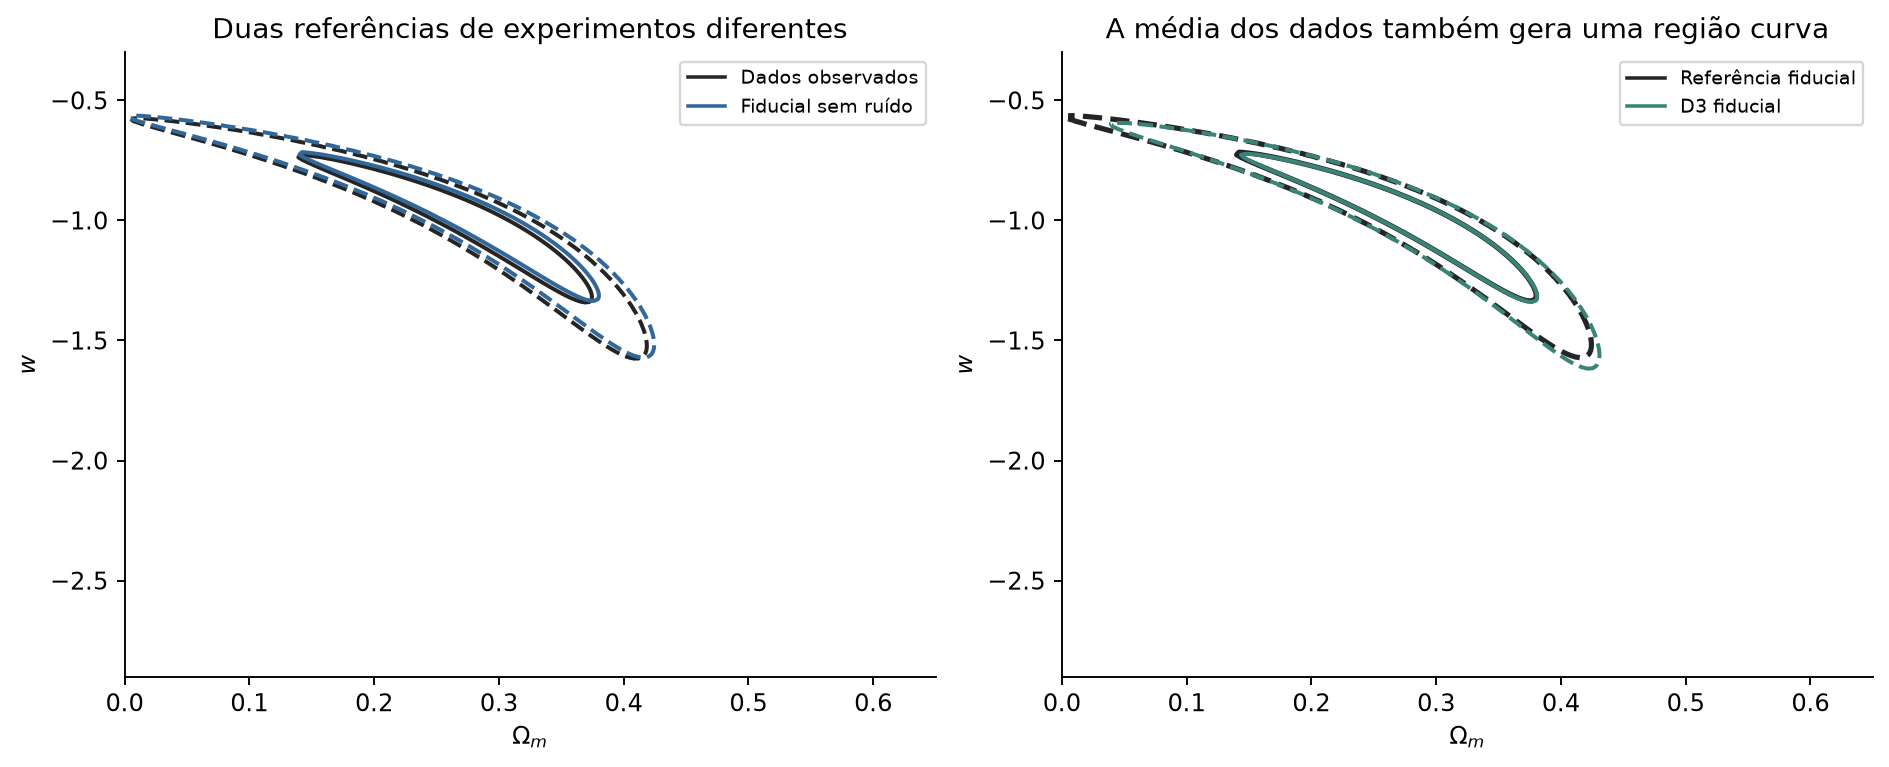 Duas referências de experimentos diferentes
Dados observados
Fiducial sem ruído
−0.5
−1.0
−1.5
−2.0
−2.5
w
0.0 0.1 0.2 0.3 0.4 0.5 0.6
Ωm
A média dos dados também gera uma região curva
Referência fiducial
D3 fiducial
−0.5
−1.0
−1.5
−2.0
−2.5
w
0.0 0.1 0.2 0.3 0.4 0.5 0.6
Ωm